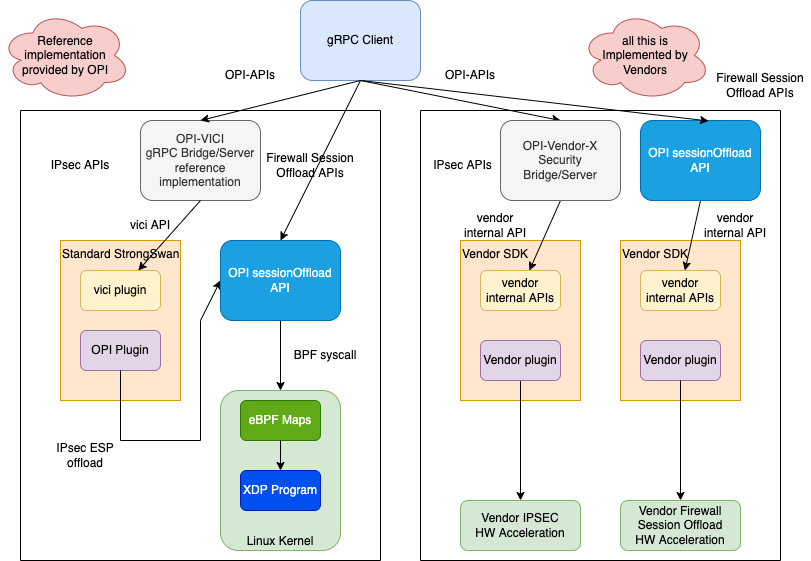 Reference
implementation
provided by OPI
gRPC Client
all this is
Implemented by
Vendors
OPI-APIs
OPI-APIs
Firewall Session
Offload APIs
OPI-VICI
gRPC Bridge/Server
reference
implementation
IPsec APIs
Firewall Session
Offload APIs
vici API
Standard StrongSwan
vici plugin
OPI Plugin
OPI sessionOffload
API
BPF syscall
IPsec ESP
offload
eBPF Maps
XDP Program
Linux Kernel
OPI-Vendor-X
Security
Bridge/Server
IPsec APIs
OPI sessionOffload
API
vendor
internal API
vendor
internal API
Vendor SDK
vendor
internal APIs
Vendor plugin
Vendor SDK
vendor
internal APIs
Vendor plugin
Vendor IPSEC
HW Acceleration
Vendor Firewall
Session Offload
HW Acceleration